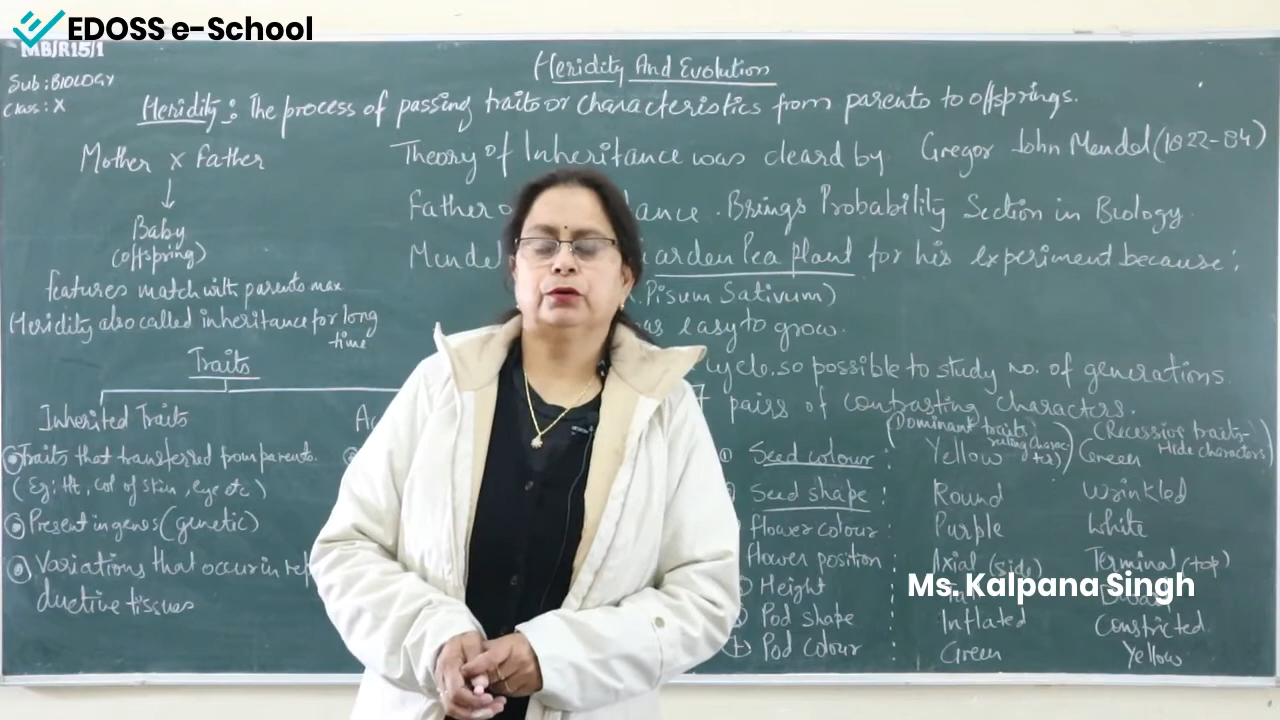 EDOSS e-School
MB/R15/1
Sub: BIOLOGY
Class: X
Heridity And Evolution
Heridity: The process of passing traits or characteristics from parents to offsprings.
Mother x Father
Baby
(offspring)
features match with parents max
Heridity also called inheritance for long
time
Traits
Inherited Traits
Traits that transferred from parents.
(Eg: Ht, col of skin, eye etc)
Present in genes (genetic)
Variations that occur in rep
ductive tissues
Theory of Inheritance was cleard by Gregor John Mendel (1822-84)
Father o ance. Brings Probability Section in Biology.
Mendel arden Pea plant for his experiment because:
Pisum Sativum)
as easy to grow.
cycle. so possible to study no. of generations.
7 pairs of contrasting characters.
(Dominant traits ruling characters) (Recessive traits- Hide characters)
Seed colour: Yellow Green
Seed shape: Round Wrinkled
flower colour: Purple White
flower position Axial (side) Terminal (top)
Height :
Pod shape : Inflated Constricted
Pod colour : Green Yellow
Ms. Kalpana Singh